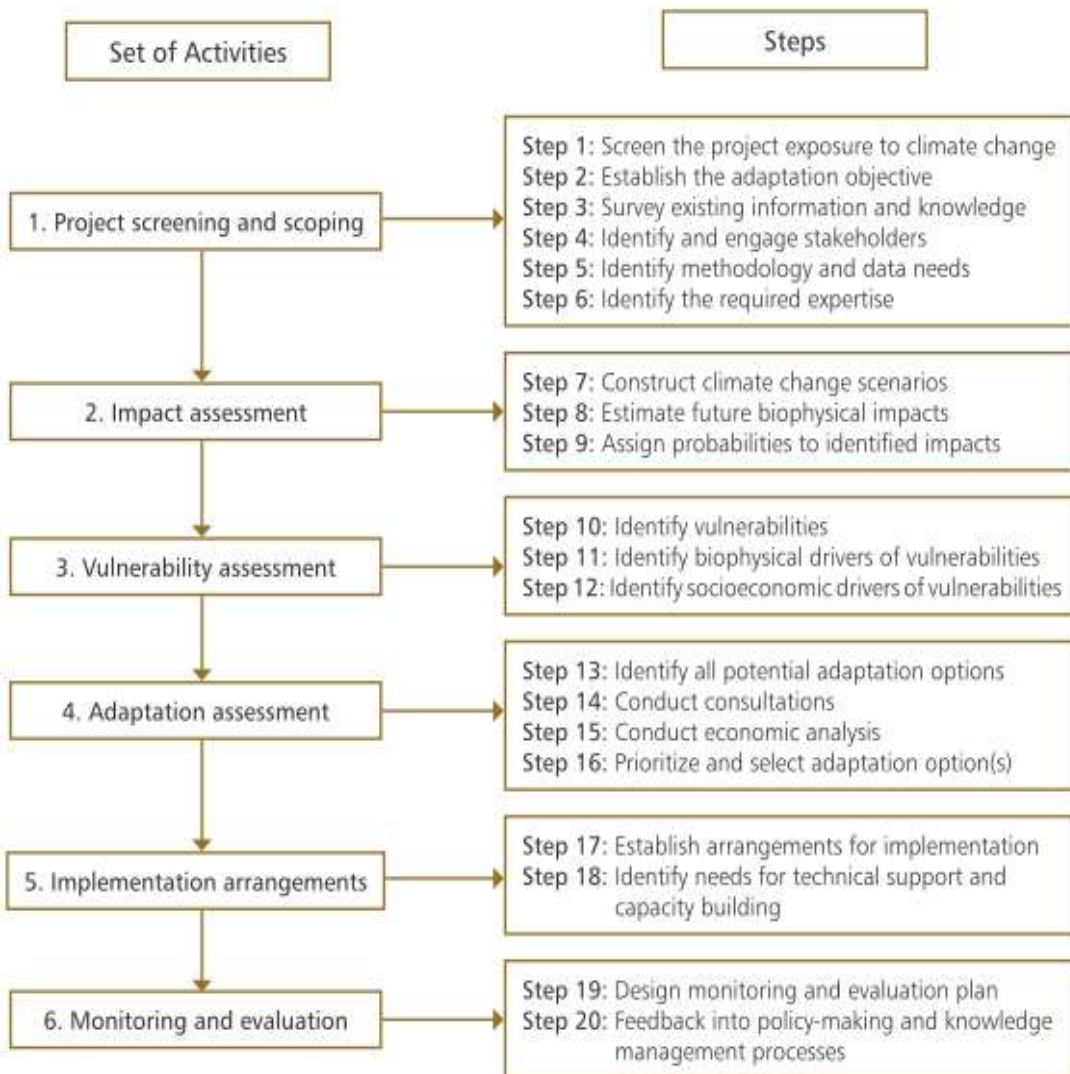 Set of Activities
Steps
1. Project screening and scoping
Step 1: Screen the project exposure to climate change
Step 2: Establish the adaptation objective
Step 3: Survey existing information and knowledge
Step 4: Identify and engage stakeholders
Step 5: Identify methodology and data needs
Step 6: Identify the required expertise
2. Impact assessment
Step 7: Construct climate change scenarios
Step 8: Estimate future biophysical impacts
Step 9: Assign probabilities to identified impacts
3. Vulnerability assessment
Step 10: Identify vulnerabilities
Step 11: Identify biophysical drivers of vulnerabilities
Step 12: Identify socioeconomic drivers of vulnerabilities
4. Adaptation assessment
Step 13: Identify all potential adaptation options
Step 14: Conduct consultations
Step 15: Conduct economic analysis
Step 16: Prioritize and select adaptation option(s)
5. Implementation arrangements
Step 17: Establish arrangements for implementation
Step 18: Identify needs for technical support and
capacity building
6. Monitoring and evaluation
Step 19: Design monitoring and evaluation plan
Step 20: Feedback into policy-making and knowledge
management processes